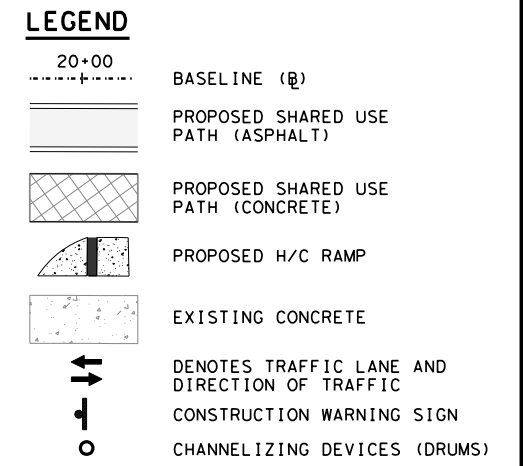 LEGEND
20+00
BASELINE (℄)
PROPOSED SHARED USE
PATH (ASPHALT)
PROPOSED SHARED USE
PATH (CONCRETE)
PROPOSED H/C RAMP
EXISTING CONCRETE
DENOTES TRAFFIC LANE AND
DIRECTION OF TRAFFIC
CONSTRUCTION WARNING SIGN
CHANNELIZING DEVICES (DRUMS)